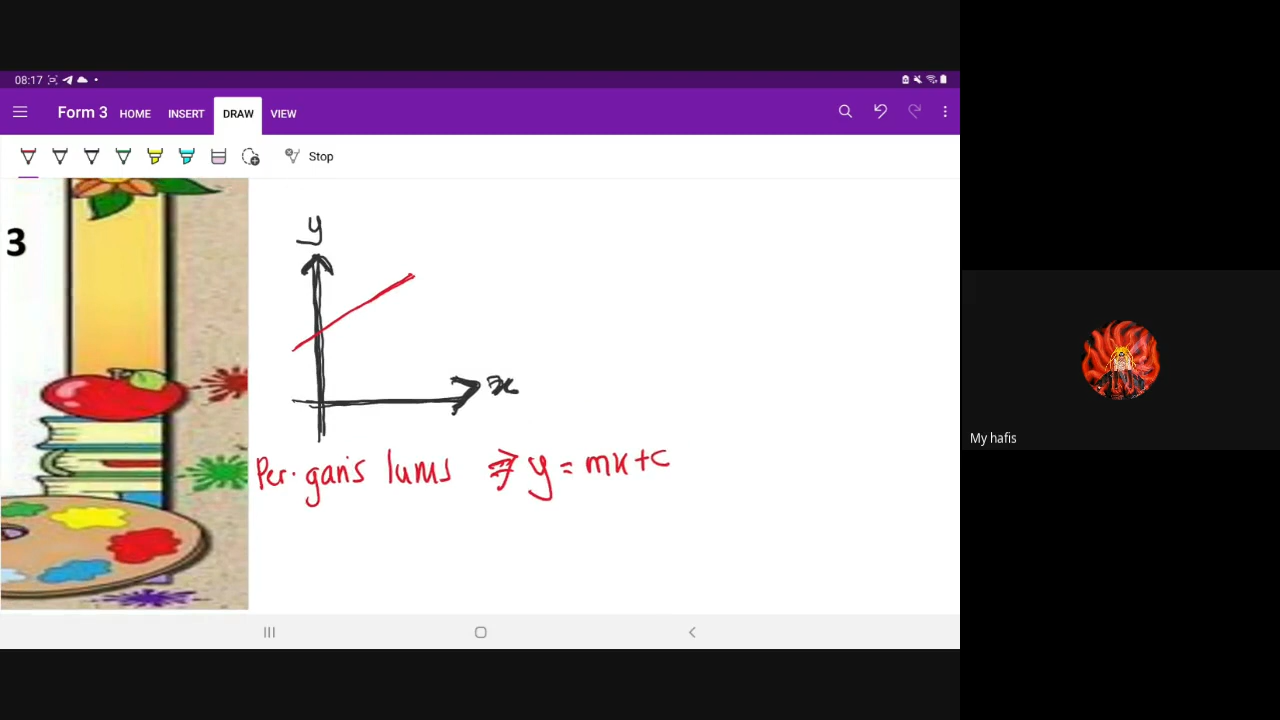 08:17
Form 3 HOME INSERT DRAW VIEW
Stop
3
y
x
Per. garis lurus ⇒ y = mx+c
My hafis